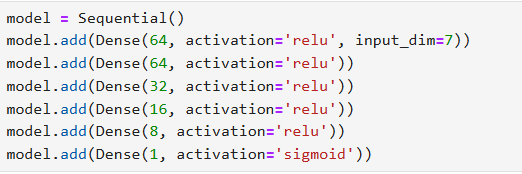 model = Sequential()
model.add(Dense(64, activation='relu', input_dim=7))
model.add(Dense(64, activation='relu'))
model.add(Dense(32, activation='relu'))
model.add(Dense(16, activation='relu'))
model.add(Dense(8, activation='relu'))
model.add(Dense(1, activation='sigmoid'))